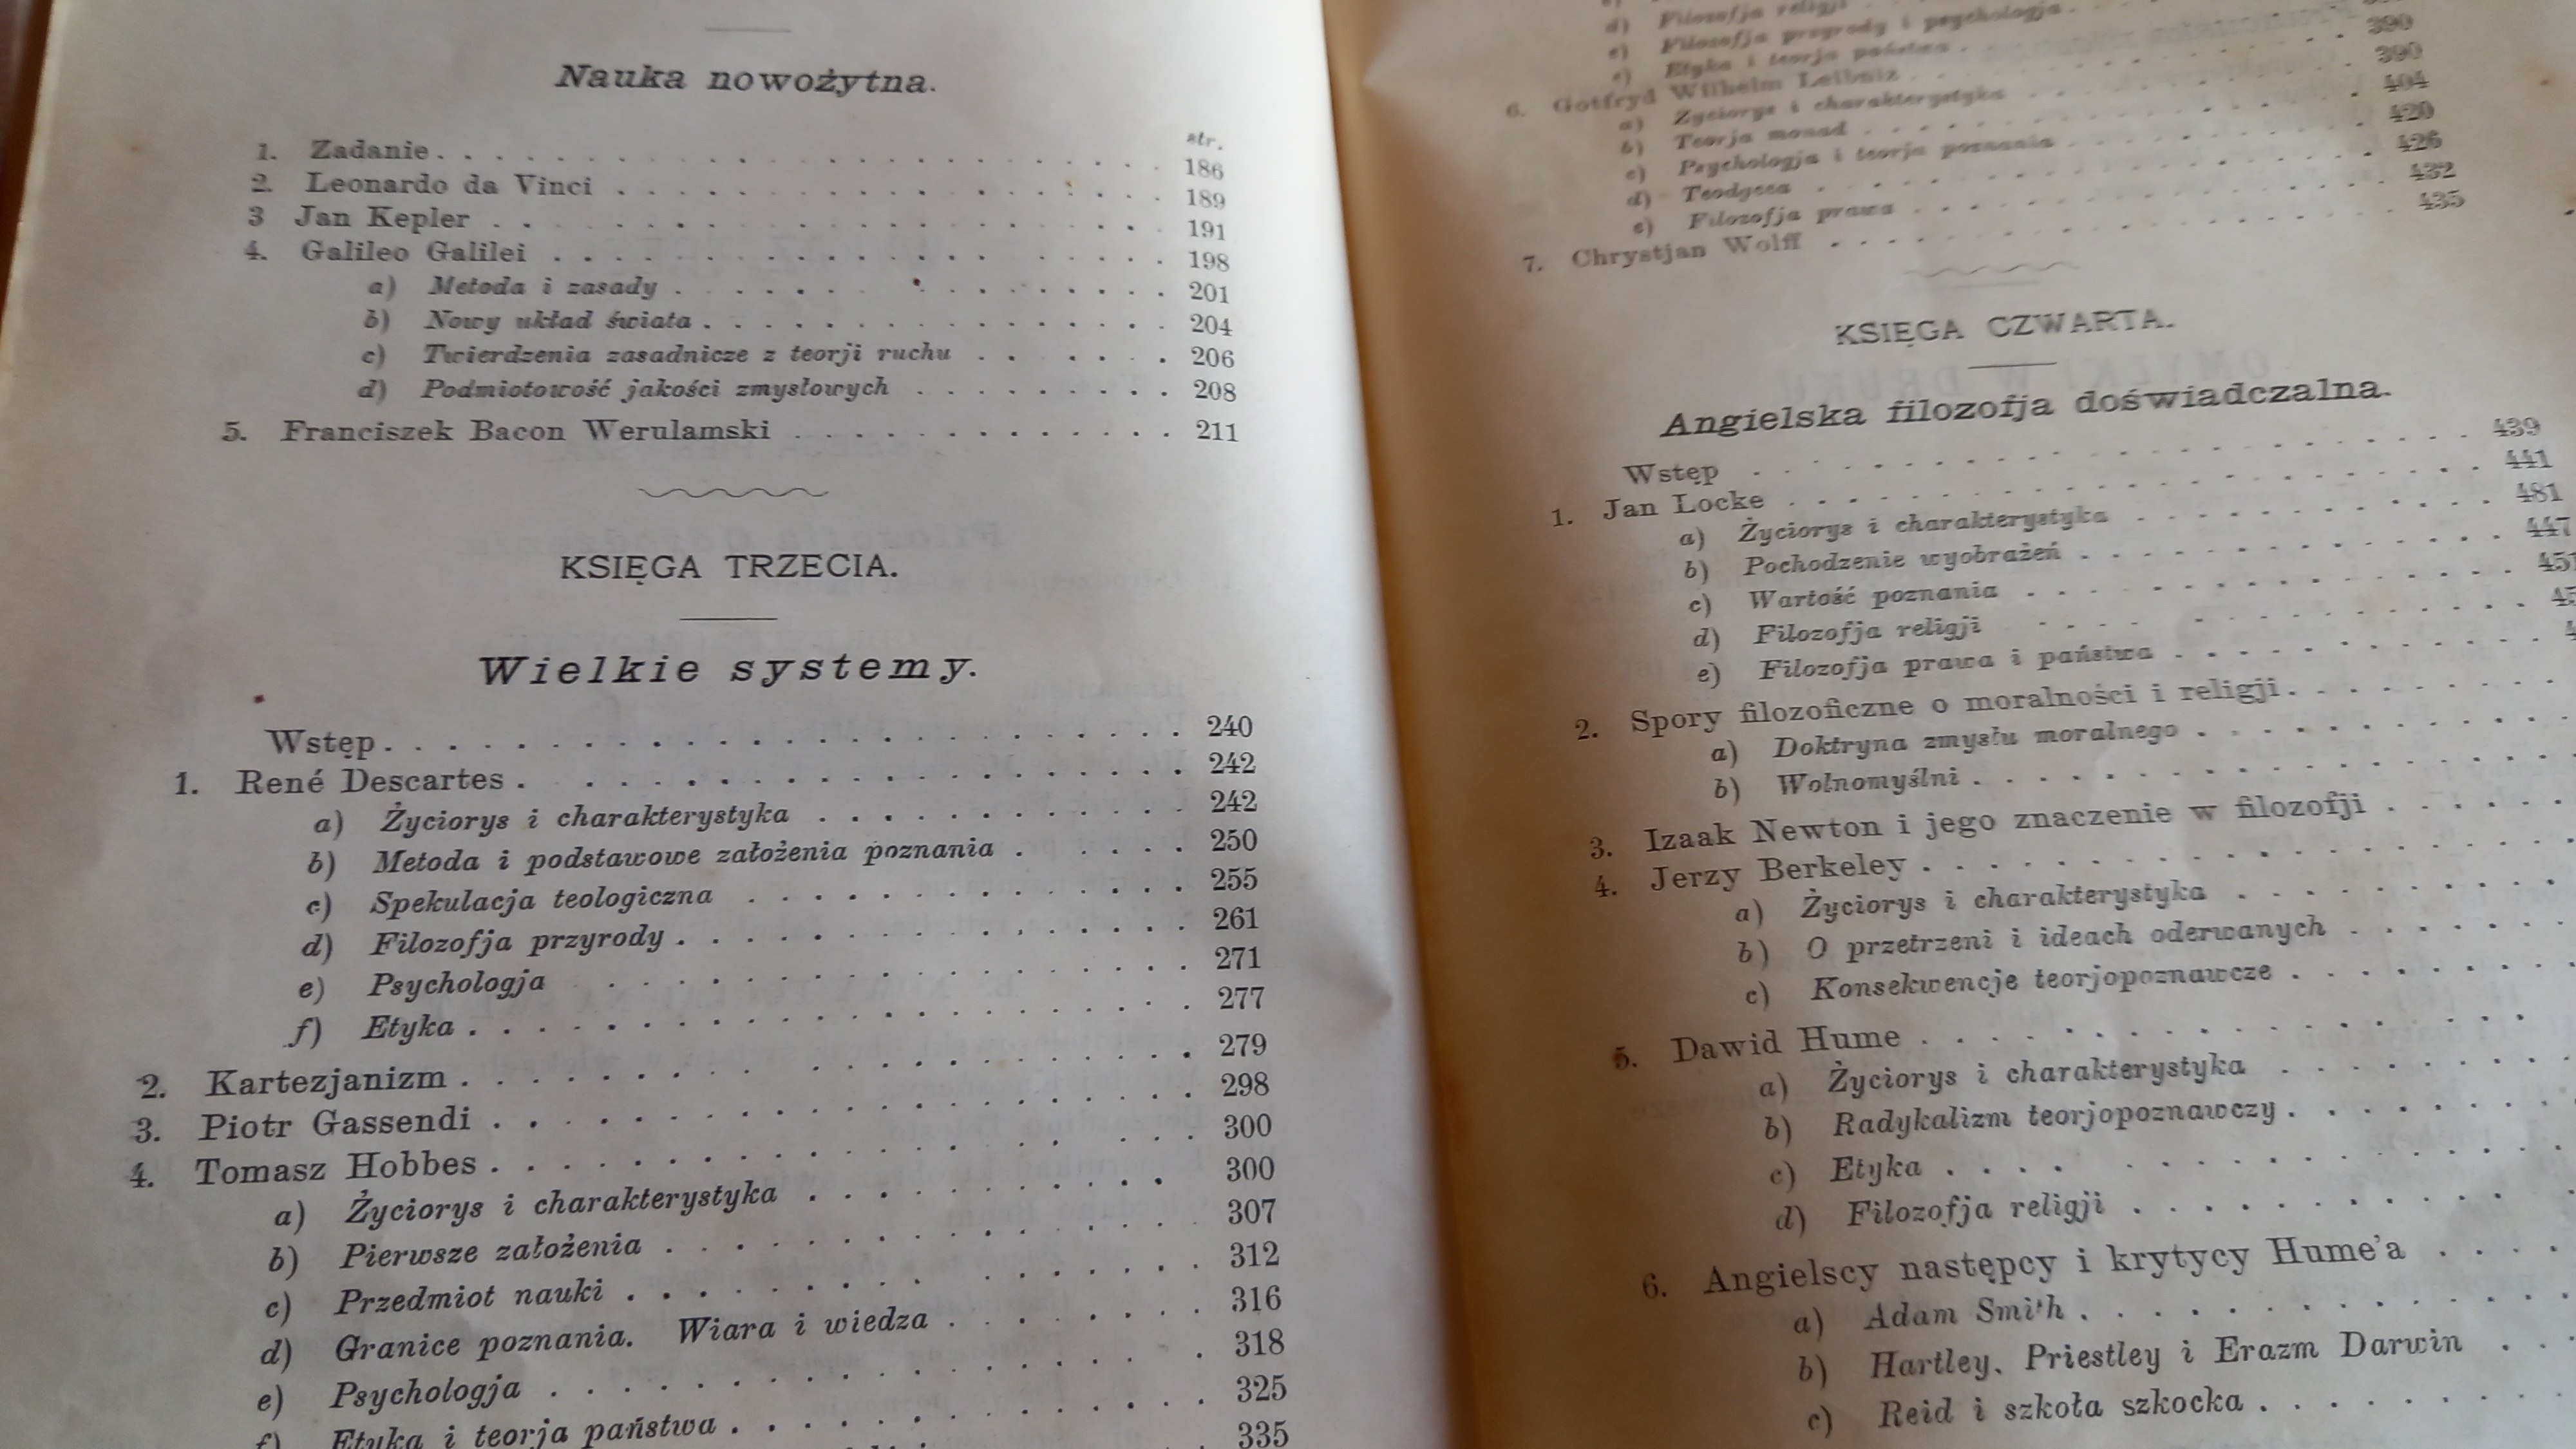 Nauka nowożytna.
str.
1. Zadanie. . . . . . . . . . . . . . . . . . . 186
2. Leonardo da Vinci . . . . . . . . . . . . . . 189
3 Jan Kepler . . . . . . . . . . . . . . . . . 191
4. Galileo Galilei . . . . . . . . . . . . . . . 198
a) Metoda i zasady . . . . . . . . . . . . 201
b) Nowy układ świata . . . . . . . . . . . . 204
c) Twierdzenia zasadnicze z teorji ruchu . . . . . . 206
d) Podmiotowość jakości zmysłowych . . . . . . . . 208
5. Franciszek Bacon Werulamski . . . . . . . . . . . 211
KSIĘGA TRZECIA.
Wielkie systemy.
Wstęp. . . . . . . . . . . . . . . . . . . . 240
1. René Descartes . . . . . . . . . . . . . . . . 242
a) Życiorys i charakterystyka . . . . . . . . . . 242
b) Metoda i podstawowe założenia poznania . . . . . 250
c) Spekulacja teologiczna . . . . . . . . . . . 255
d) Filozofja przyrody . . . . . . . . . . . . . 261
e) Psychologja . . . . . . . . . . . . . . . 271
f) Etyka . . . . . . . . . . . . . . . . . 277
2. Kartezjanizm . . . . . . . . . . . . . . . . . 279
3. Piotr Gassendi . . . . . . . . . . . . . . . . 298
4. Tomasz Hobbes . . . . . . . . . . . . . . . . 300
a) Życiorys i charakterystyka . . . . . . . . . . 300
b) Pierwsze założenia . . . . . . . . . . . . . 307
c) Przedmiot nauki . . . . . . . . . . . . . . 312
d) Granice poznania. Wiara i wiedza . . . . . . . 316
e) Psychologja . . . . . . . . . . . . . . . 318
f) Etyka i teorja państwa . . . . . . . . . . . 325
335
d) Filozofja religji
e) Filozofja przyrody i psychologja .
Etyka i teorja państwa . 390
6. Gotfryd Wilhelm Leibniz . . . . . . . . . . . . 390
a) Życiorys i charakterystyka . . . . . . . . . . 404
b) Teorja monad . . . . . . . . . . . . . . 420
c) Psychologja i teorja poznania . . . . . . . . . 426
d) Teodycea . . . . . . . . . . . . . . . . 432
e) Filozofja prawa . . . . . . . . . . . . . . 435
7. Chrystjan Wolff . . . . . . . . . . . . . . . .
KSIĘGA CZWARTA.
Angielska filozofja doświadczalna.
Wstęp . . . . . . . . . . . . . . . . . . . 439
1. Jan Locke . . . . . . . . . . . . . . . . . . 441
a) Życiorys i charakterystyka . . . . . . . . . . 481
b) Pochodzenie wyobrażeń . . . . . . . . . . . . 447
c) Wartość poznania . . . . . . . . . . . . . 451
d) Filozofja religji . . . . . . . . . . . . .
e) Filozofja prawa i państwa . . . . . . . . . .
2. Spory filozoficzne o moralności i religji. . . . . . .
a) Doktryna zmysłu moralnego . . . . . . . . .
b) Wolnomyślni . . . . . . . . . . . . . . .
3. Izaak Newton i jego znaczenie w filozofji . . . . .
4. Jerzy Berkeley . . . . . . . . . . . . . . . .
a) Życiorys i charakterystyka . . . . . . . . .
b) O przetrzeni i ideach oderwanych . . . . . .
c) Konsekwencje teorjopoznawcze . . . . . . . .
5. Dawid Hume . . . . . . . . . . . . . . . . .
a) Życiorys i charakterystyka . . . . . . . .
b) Radykalizm teorjopoznawczy . . . . . . . .
c) Etyka . . . . . . . . . . . . . . . .
d) Filozofja religji . . . . . . . . . . . .
6. Angielscy następcy i krytycy Hume'a . . . .
a) Adam Smith . . . . . . . . . . . . .
b) Hartley, Priestley i Erazm Darwin . . .
c) Reid i szkoła szkocka . . . . . . . .